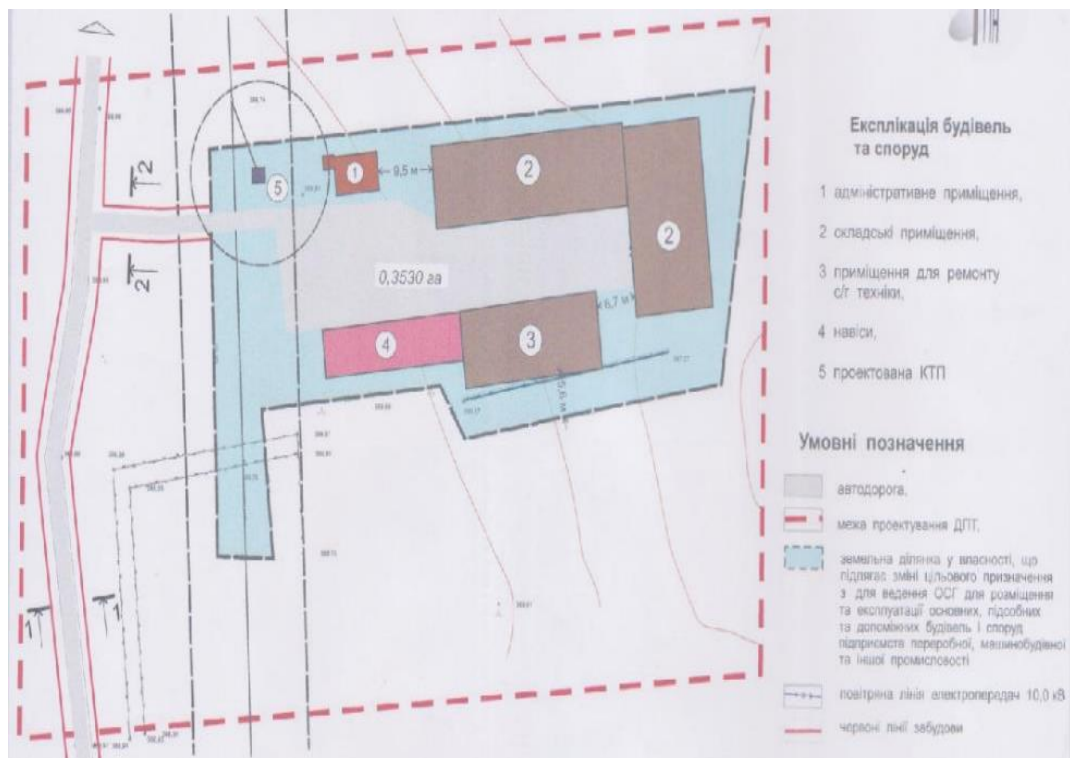 2
2
5
1
9,5 м
2
2
0,3530 га
6,7 м
4
3
5,6 м
1
1
Експлікація будівель
та споруд
1 адміністративне приміщення,
2 складські приміщення,
3 приміщення для ремонту
с/г техніки,
4 навіси,
5 проектована КТП
Умовні позначення
автодорога,
межа проектування ДПТ,
земельна ділянка у власності, що
підлягає зміні цільового призначення
з для ведення ОСГ для розміщення
та експлуатації основних, підсобних
та допоміжних будівель і споруд
підприємств переробної, машинобудівної
та іншої промисловості
повітряна лінія електропередач 10,0 кВ
червоні лінії забудови